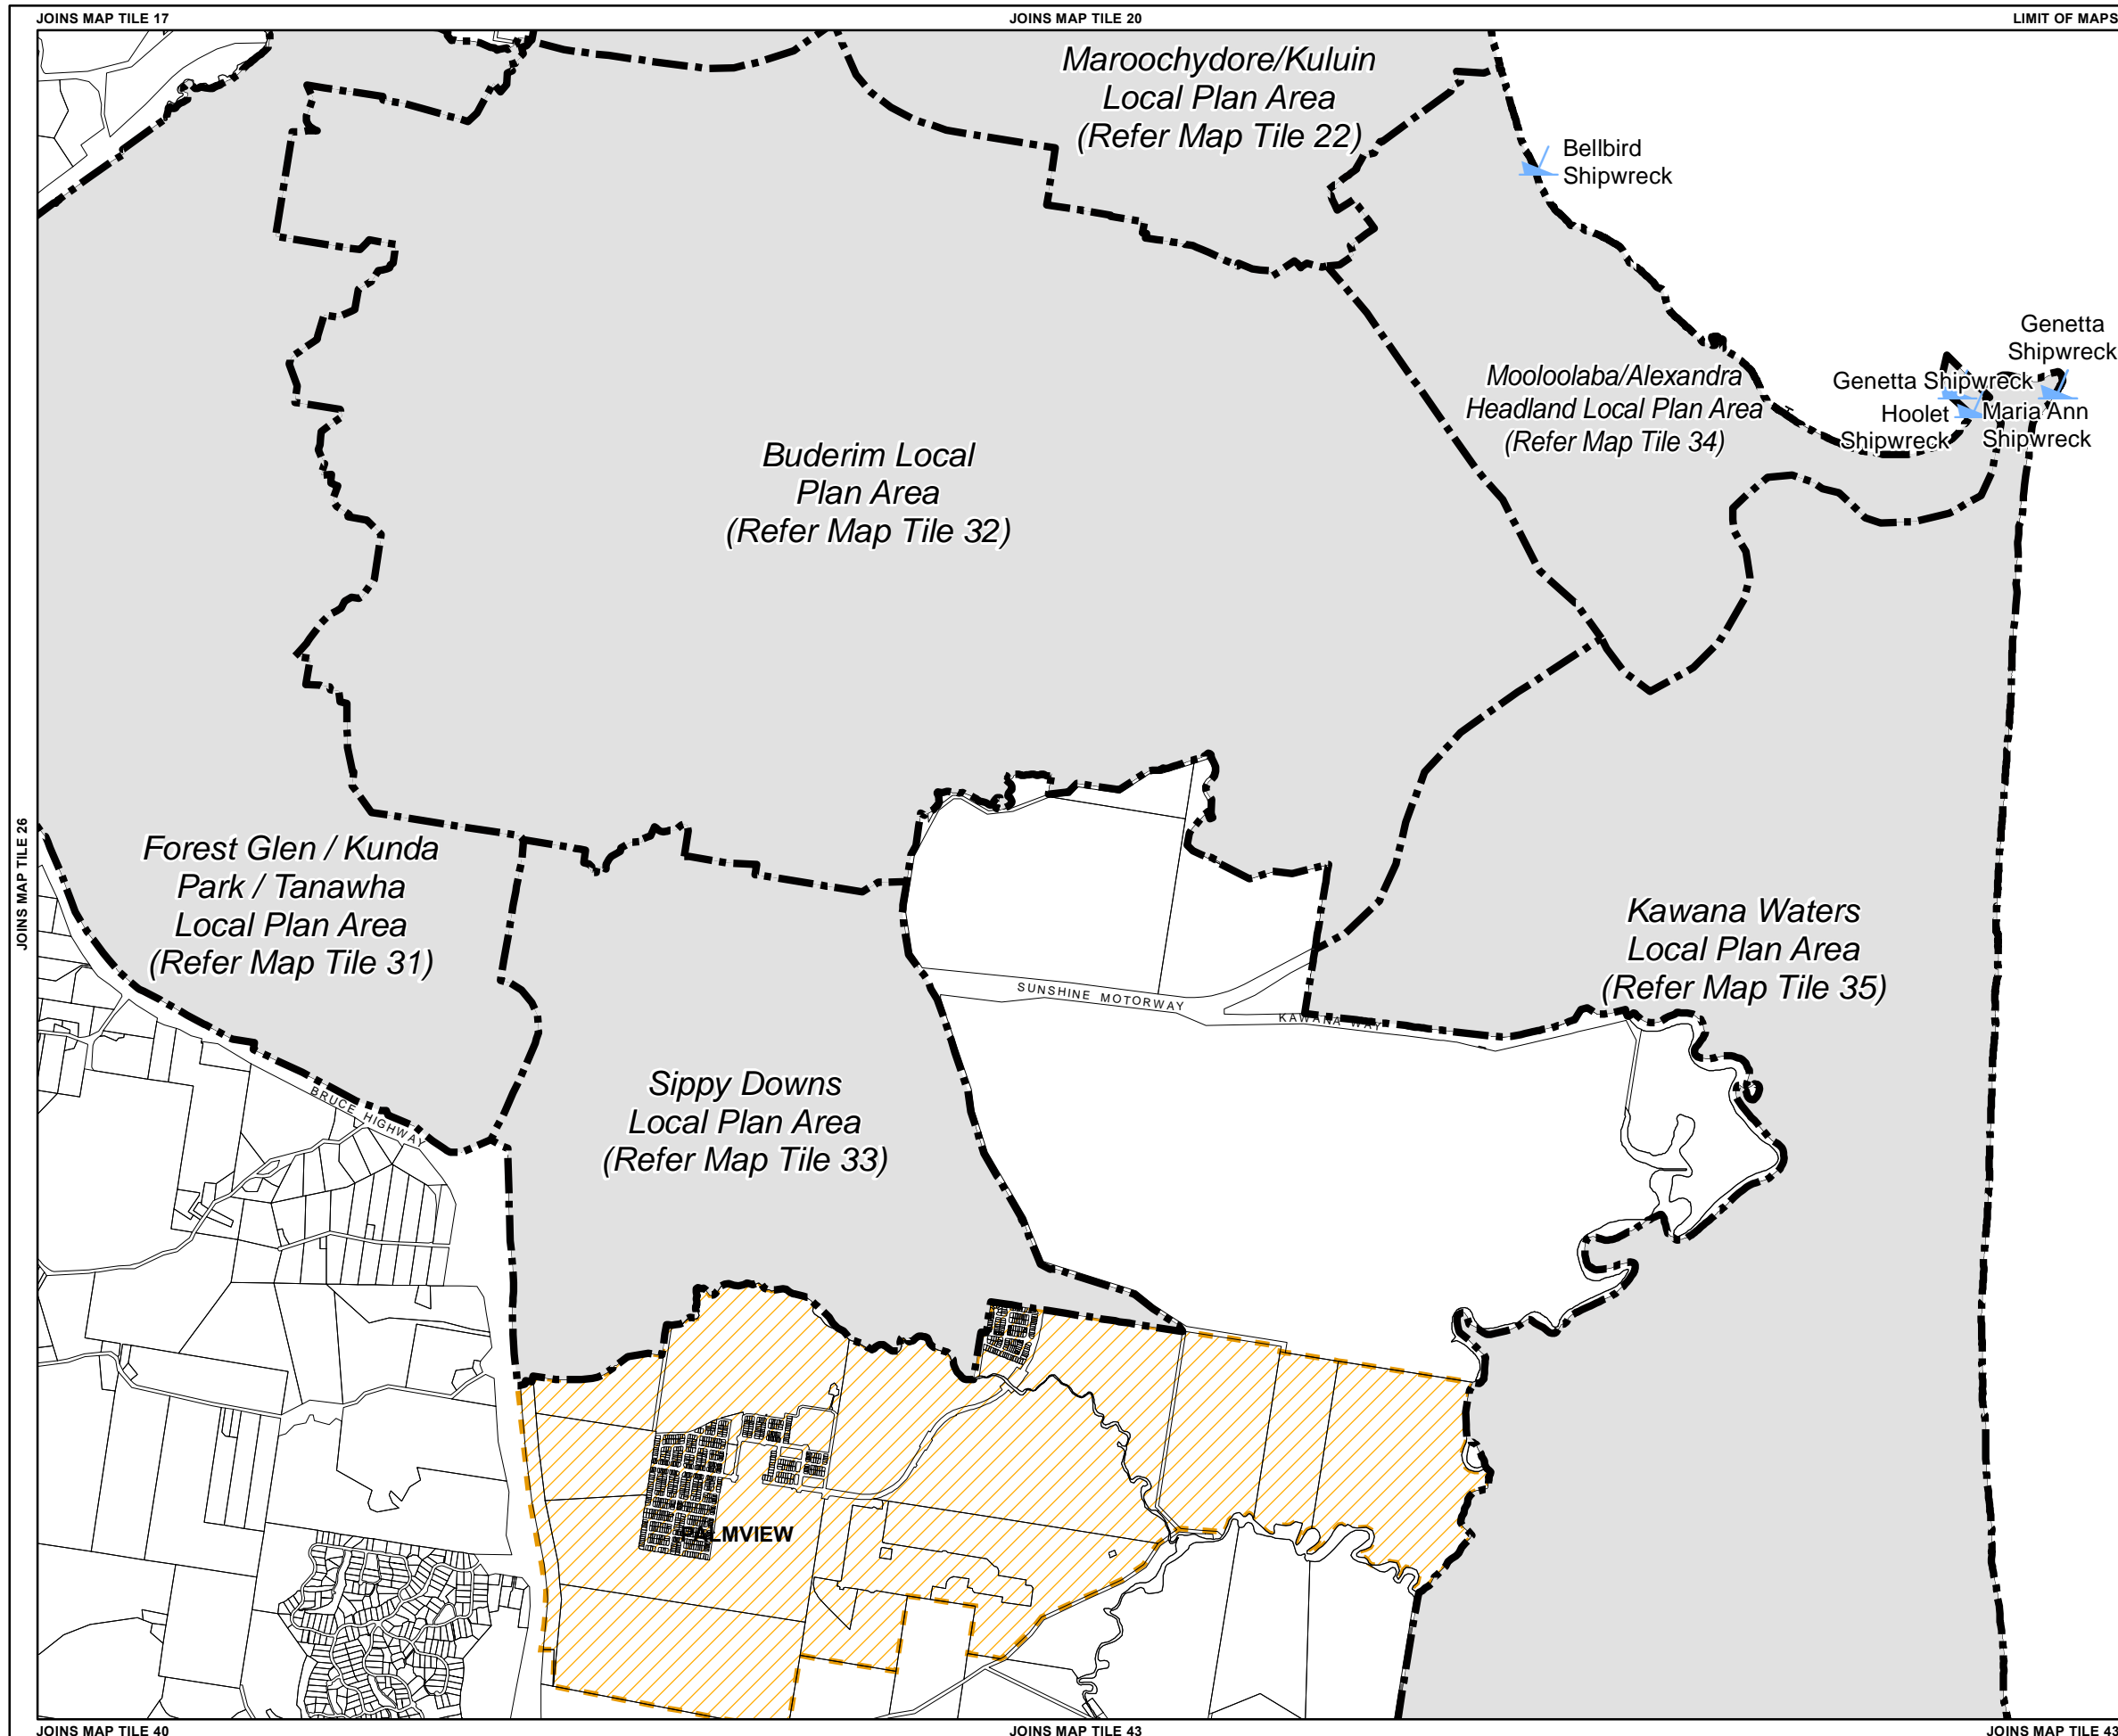 JOINS MAP TILE 17
JOINS MAP TILE 20
LIMIT OF MAPS
Maroochydore/Kuluin
Local Plan Area
(Refer Map Tile 22)
Bellbird
Shipwreck
Genetta
Shipwreck
Mooloolaba/Alexandra
Headland Local Plan Area
(Refer Map Tile 34)
Genetta Shipwreck
Hoolet
Shipwreck
Maria Ann
Shipwreck
Buderim Local
Plan Area
(Refer Map Tile 32)
JOINS MAP TILE 26
Forest Glen / Kunda
Park / Tanawha
Local Plan Area
(Refer Map Tile 31)
Kawana Waters
Local Plan Area
(Refer Map Tile 35)
SUNSHINE MOTORWAY
KAWANA WAY
BRUCE HIGHWAY
Sippy Downs
Local Plan Area
(Refer Map Tile 33)
PALMVIEW
JOINS MAP TILE 40
JOINS MAP TILE 43
JOINS MAP TILE 43